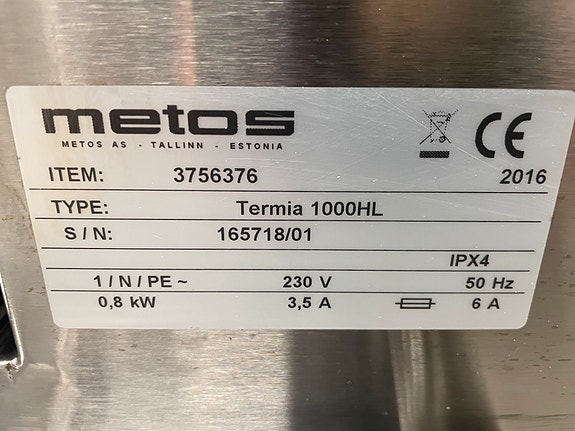 metos
METOS AS - TALLINN - ESTONIA
CE
ITEM: 3756376 2016
TYPE: Termia 1000HL
S / N: 165718/01
IPX4
1 / N / PE ~ 230 V 50 Hz
0,8 kW 3,5 A 6 A